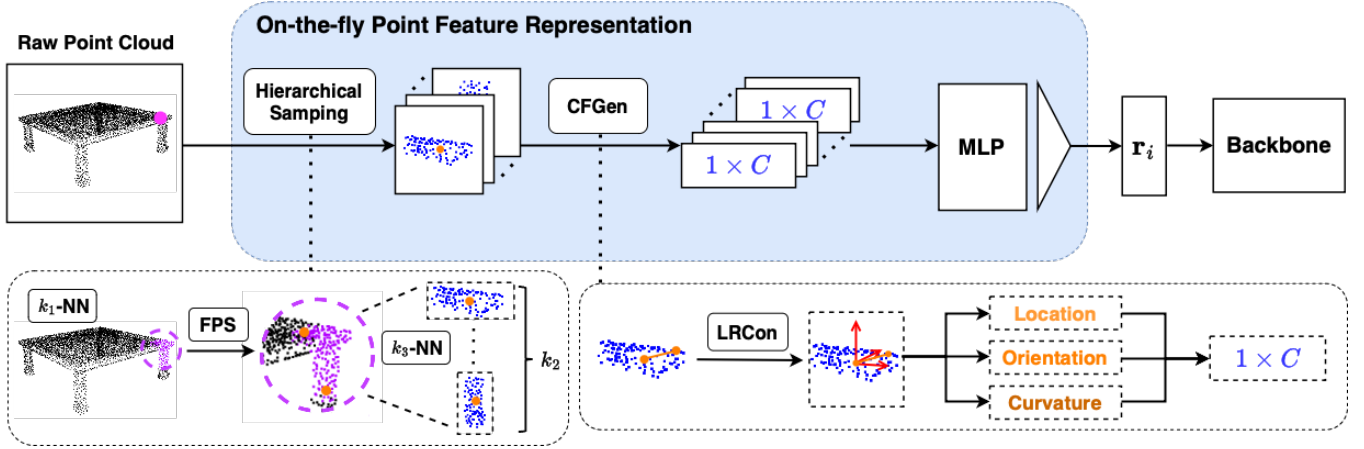 On-the-fly Point Feature Representation
Raw Point Cloud
Hierarchical
Samping
CFGen
1 × C
1 × C
MLP
r_i
Backbone
k_1-NN
FPS
k_3-NN
k_2
LRCon
Location
Orientation
Curvature
1 × C